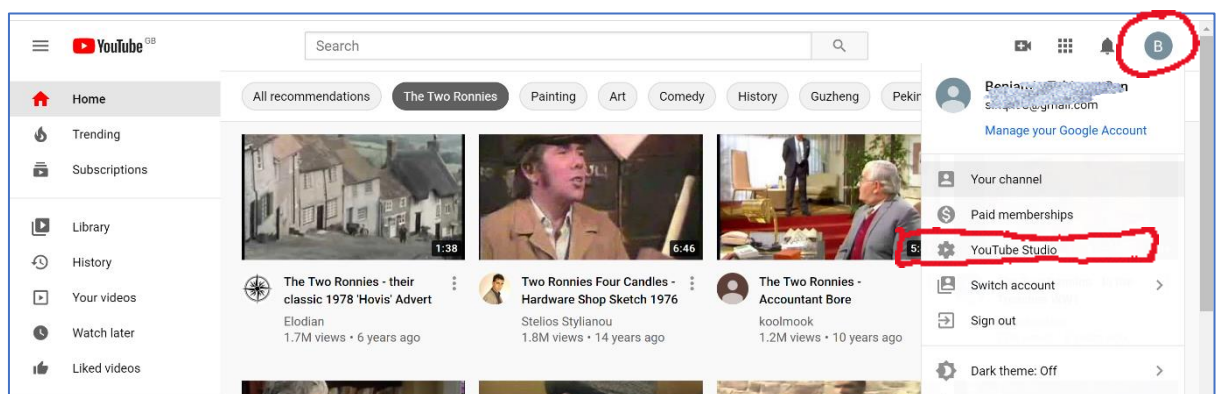 YouTube GB
Search
B
Home
Trending
Subscriptions
Library
History
Your videos
Watch later
Liked videos
All recommendations
The Two Ronnies
Painting
Art
Comedy
History
Guzheng
1:38
The Two Ronnies - their
classic 1978 'Hovis' Advert
Elodian
1.7M views • 6 years ago
6:46
Two Ronnies Four Candles -
Hardware Shop Sketch 1976
Stelios Stylianou
1.8M views • 14 years ago
5:
The Two Ronnies -
Accountant Bore
koolmook
1.2M views • 10 years ago
Manage your Google Account
Your channel
Paid memberships
YouTube Studio
Switch account
Sign out
Dark theme: Off